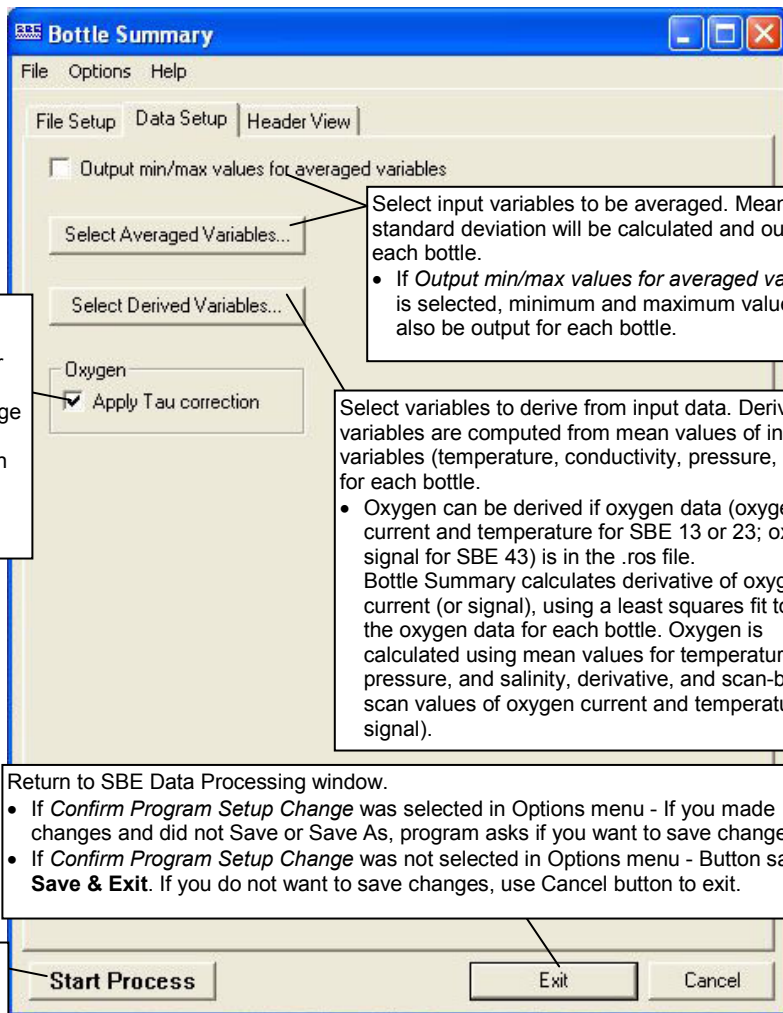 SBE Bottle Summary
File Options Help
File Setup Data Setup Header View
Output min/max values for averaged variables
Select Averaged Variables...
Select input variables to be averaged. Mean
standard deviation will be calculated and ou
each bottle.
• If Output min/max values for averaged va
is selected, minimum and maximum value
also be output for each bottle.
Select Derived Variables...
r
ge
n
Oxygen
Apply Tau correction
Select variables to derive from input data. Deriv
variables are computed from mean values of in
variables (temperature, conductivity, pressure,
for each bottle.
• Oxygen can be derived if oxygen data (oxyge
current and temperature for SBE 13 or 23; ox
signal for SBE 43) is in the .ros file.
Bottle Summary calculates derivative of oxyg
current (or signal), using a least squares fit to
the oxygen data for each bottle. Oxygen is
calculated using mean values for temperatur
pressure, and salinity, derivative, and scan-b
scan values of oxygen current and temperatu
signal).
Return to SBE Data Processing window.
• If Confirm Program Setup Change was selected in Options menu - If you made
changes and did not Save or Save As, program asks if you want to save change
• If Confirm Program Setup Change was not selected in Options menu - Button sa
Save & Exit. If you do not want to save changes, use Cancel button to exit.
Start Process Exit Cancel